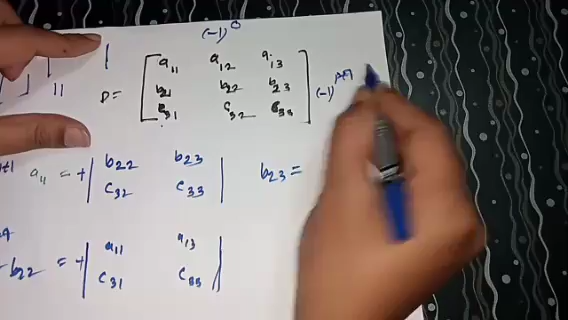 (-1)^0
D = [ a11 a12 a13
b21 b22 b23 (-1)
c31 c32 c33 ]
11
a11 = + | b22 b23 | b23 =
| c32 c33 |
| a11 a13 |
b22 = + | c31 c33 |